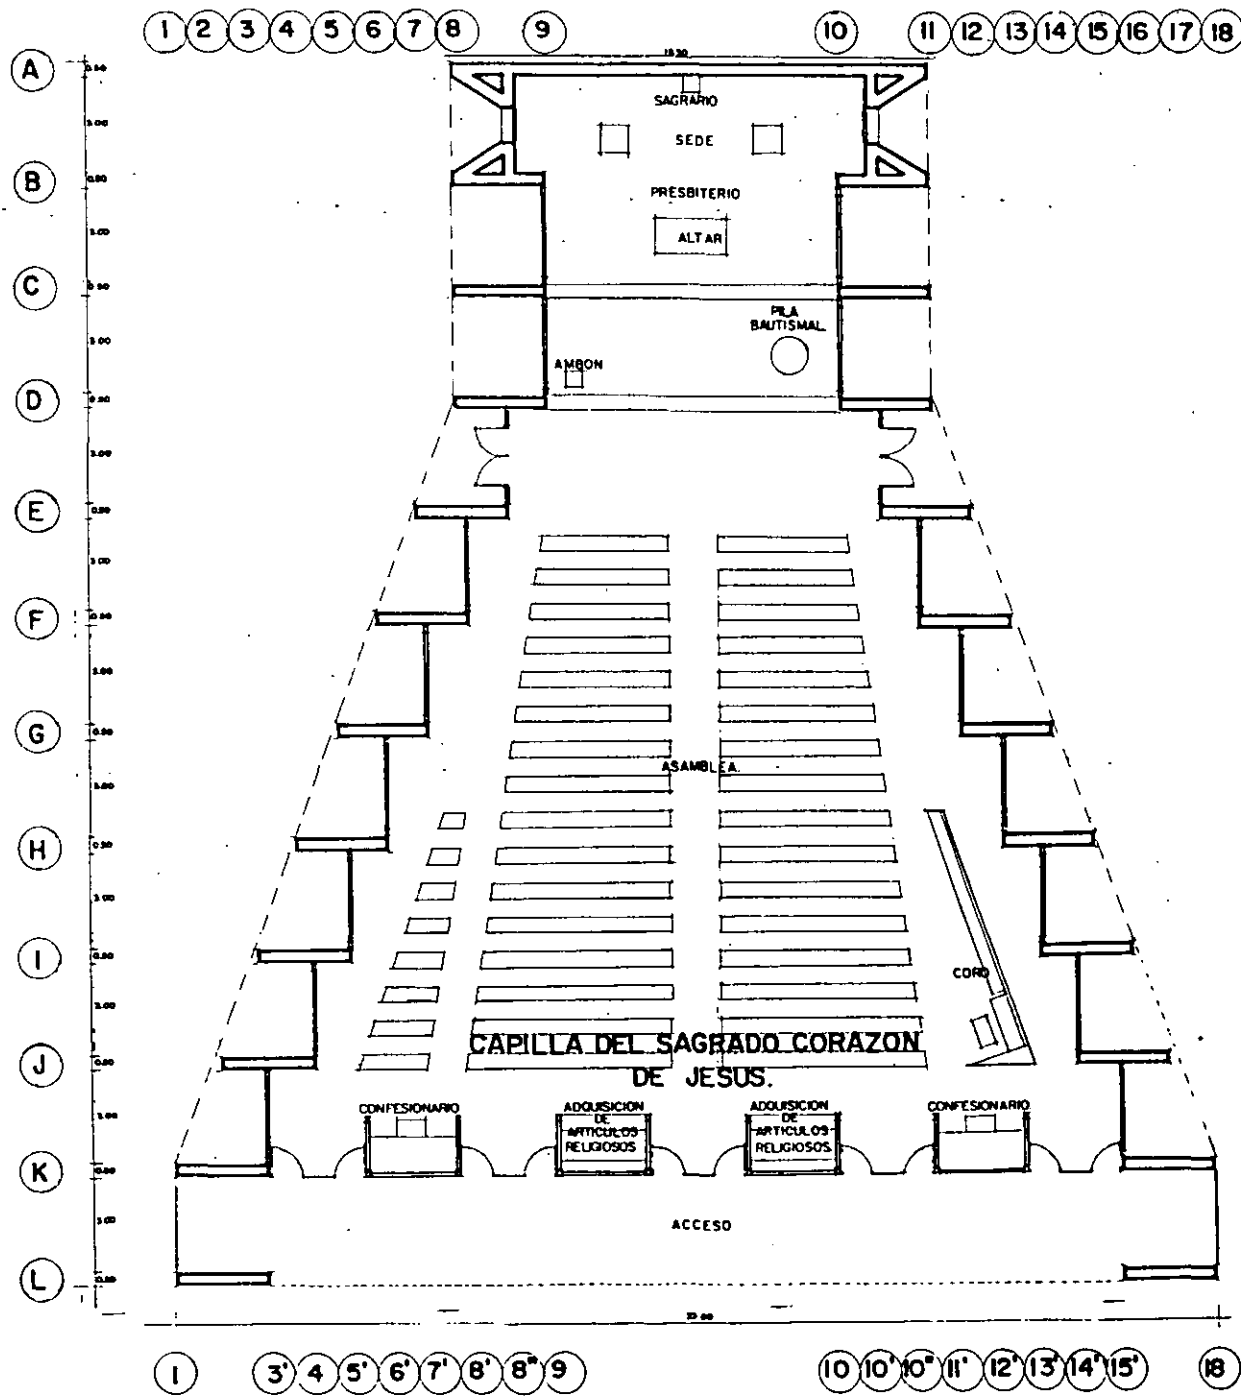 1 2 3 4 5 6 7 8 9 10 11 12 13 14 15 16 17 18
A
SAGRARIO
SEDE
B
PRESBITERIO
ALTAR
C
PILA
BAUTISMAL
AMBON
D
E
F
G
ASAMBLEA.
H
I
CORO
CAPILLA DEL SAGRADO CORAZON
DE JESUS.
J
CONFESIONARIO
ADQUISICION
DE
ARTICULOS
RELIGIOSOS.
ADQUISICION
DE
ARTICULOS
RELIGIOSOS.
CONFESIONARIO
K
ACCESO
L
1 3' 4 5' 6' 7' 8' 8" 9 10 10' 10" 11' 12' 13' 14' 15' 18